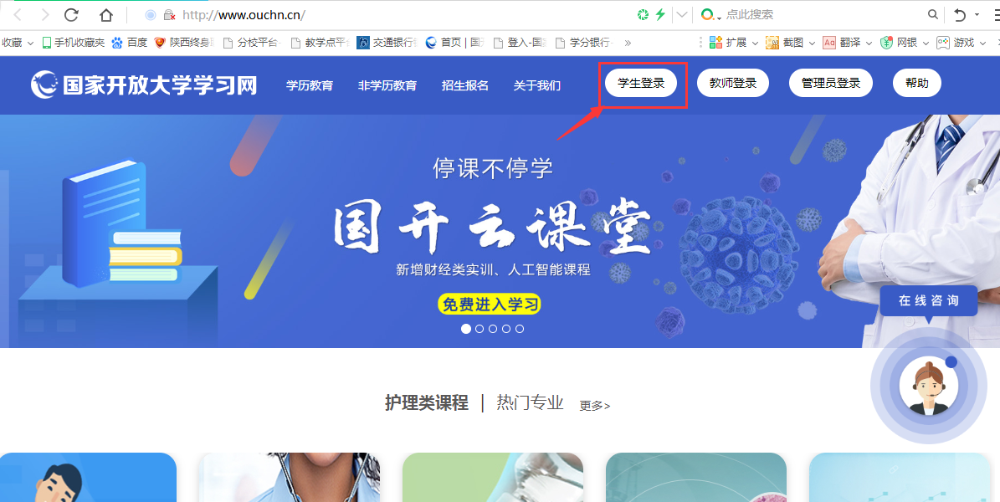 http://www.ouchn.cn/
点此搜索
收藏 手机收藏夹 百度 陕西终身 分校平台 教学点平 交通银行 首页 | 国 登入-国 学分银行 » 扩展 截图 Aa 翻译 网银 游戏
国家开放大学学习网 学历教育 非学历教育 招生报名 关于我们 学生登录 教师登录 管理员登录 帮助
停课不停学
国开云课堂
新增财经类实训、人工智能课程
免费进入学习
在线咨询
护理类课程 | 热门专业 更多>